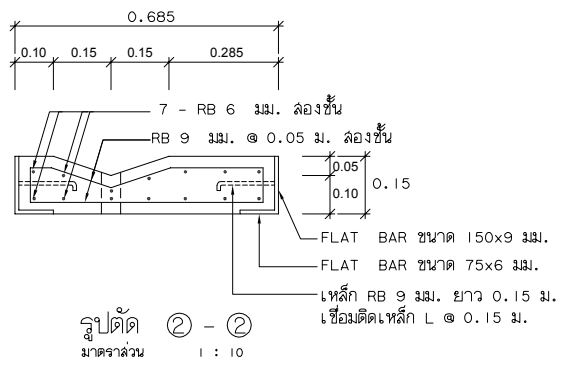 0.685
0.10 0.15 0.15 0.285
7 - RB 6 มม. สองชั้น
RB 9 มม. @ 0.05 ม. สองชั้น
0.05
0.10
0.15
FLAT BAR ขนาด 150x9 มม.
FLAT BAR ขนาด 75x6 มม.
เหล็ก RB 9 มม. ยาว 0.15 ม.
เชื่อมติดเหล็ก L @ 0.15 ม.
รูปตัด 2 - 2
มาตราส่วน 1 : 10